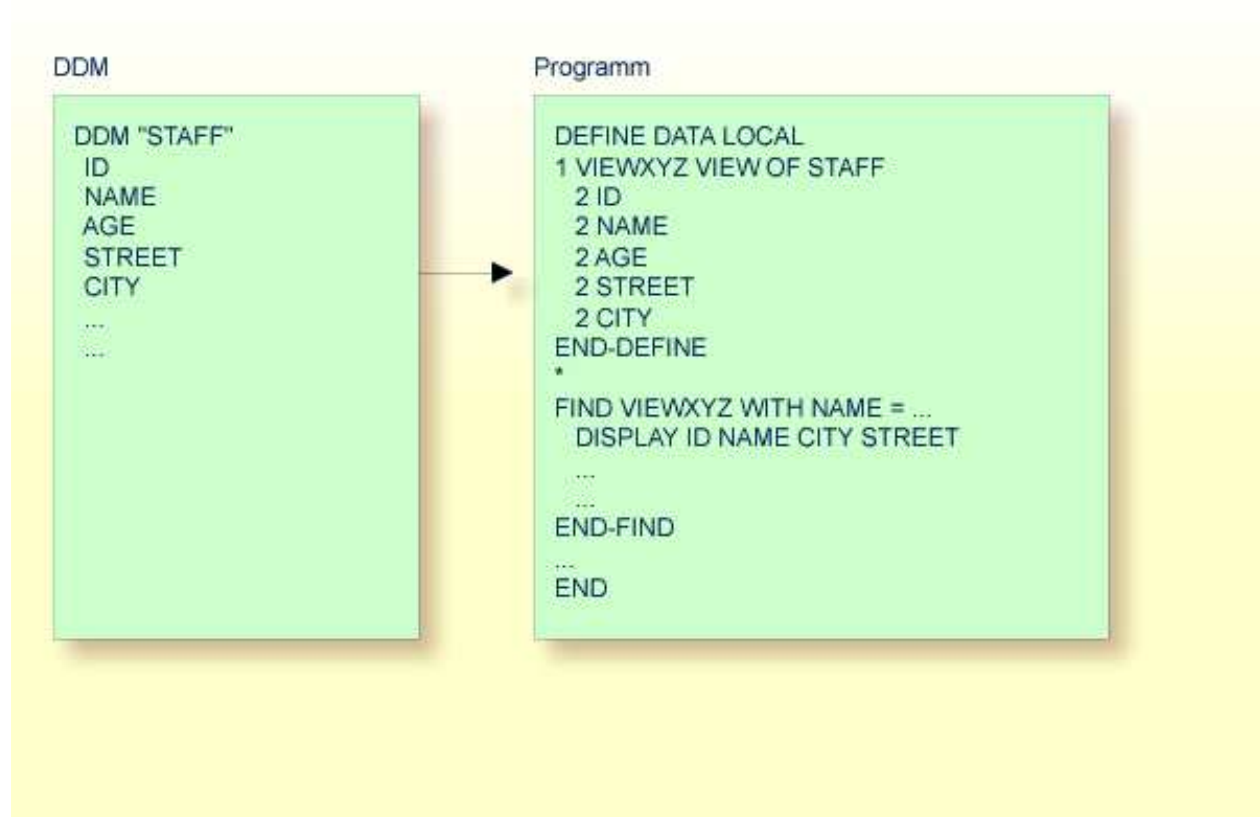 DDM
DDM "STAFF"
ID
NAME
AGE
STREET
CITY
...
...
Programm
DEFINE DATA LOCAL
1 VIEWXYZ VIEW OF STAFF
2 ID
2 NAME
2 AGE
2 STREET
2 CITY
END-DEFINE
*
FIND VIEWXYZ WITH NAME = ...
DISPLAY ID NAME CITY STREET
...
...
END-FIND
...
END